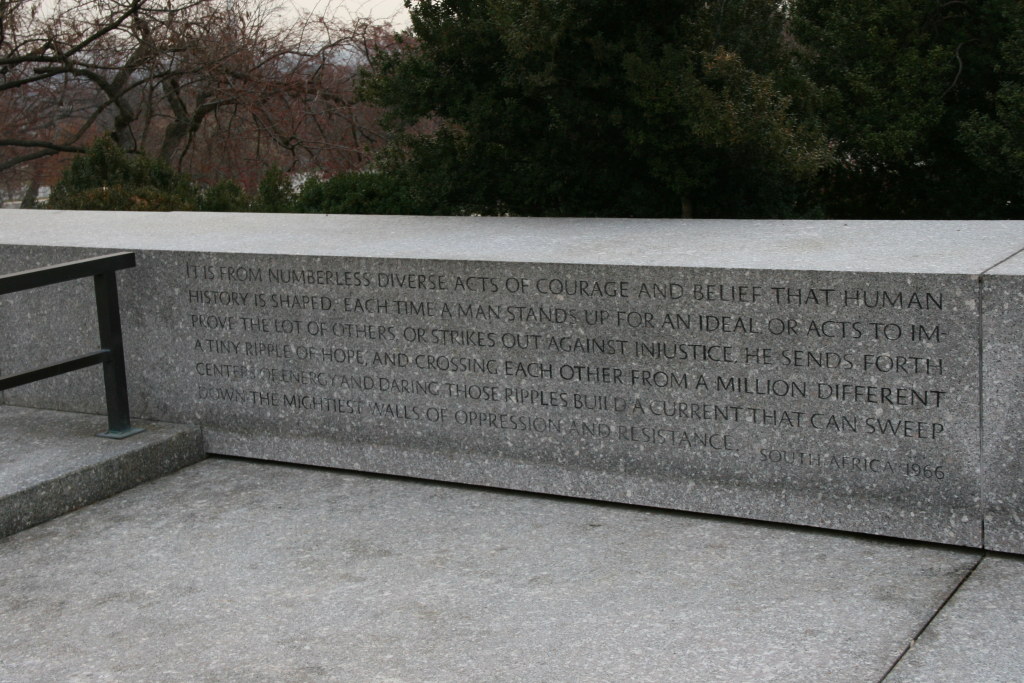 IT IS FROM NUMBERLESS DIVERSE ACTS OF COURAGE AND BELIEF THAT HUMAN
HISTORY IS SHAPED. EACH TIME A MAN STANDS UP FOR AN IDEAL, OR ACTS TO IM-
PROVE THE LOT OF OTHERS, OR STRIKES OUT AGAINST INJUSTICE, HE SENDS FORTH
A TINY RIPPLE OF HOPE, AND CROSSING EACH OTHER FROM A MILLION DIFFERENT
CENTERS OF ENERGY AND DARING THOSE RIPPLES BUILD A CURRENT THAT CAN SWEEP
DOWN THE MIGHTIEST WALLS OF OPPRESSION AND RESISTANCE.
SOUTH AFRICA 1966